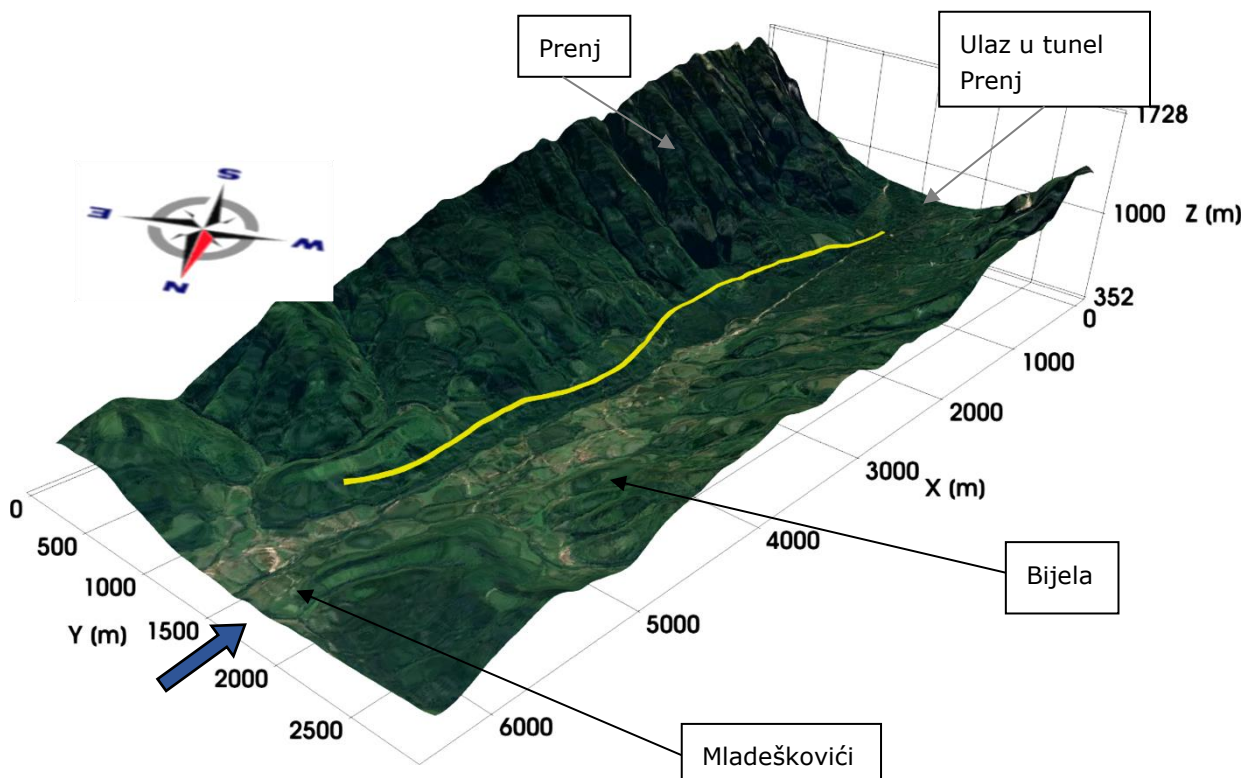 Prenj
Ulaz u tunel
Prenj
S
E
W
N
1728
1000
Z (m)
352
0
1000
2000
3000
X (m)
4000
5000
6000
0
500
1000
1500
Y (m)
2000
2500
Bijela
Mladeškovići